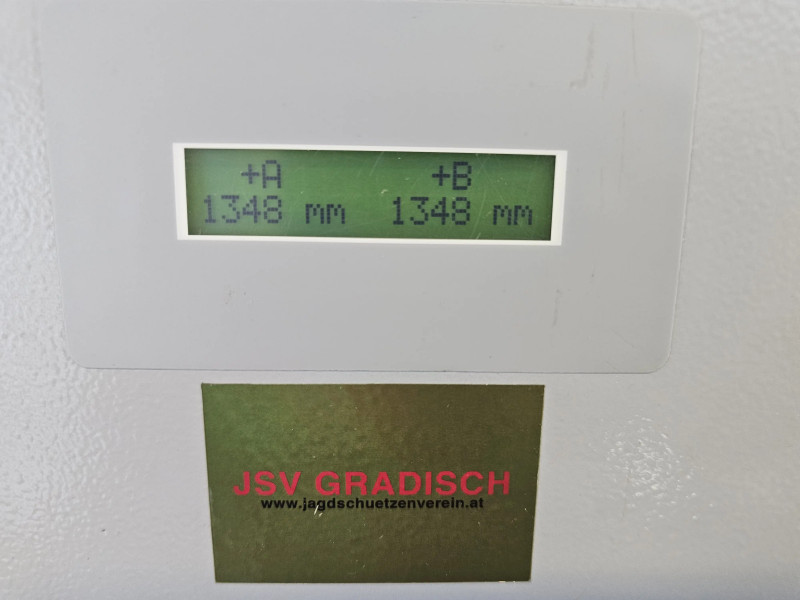 +A +B
1348 mm 1348 mm
JSV GRADISCH
www.jagdschuetzenverein.at